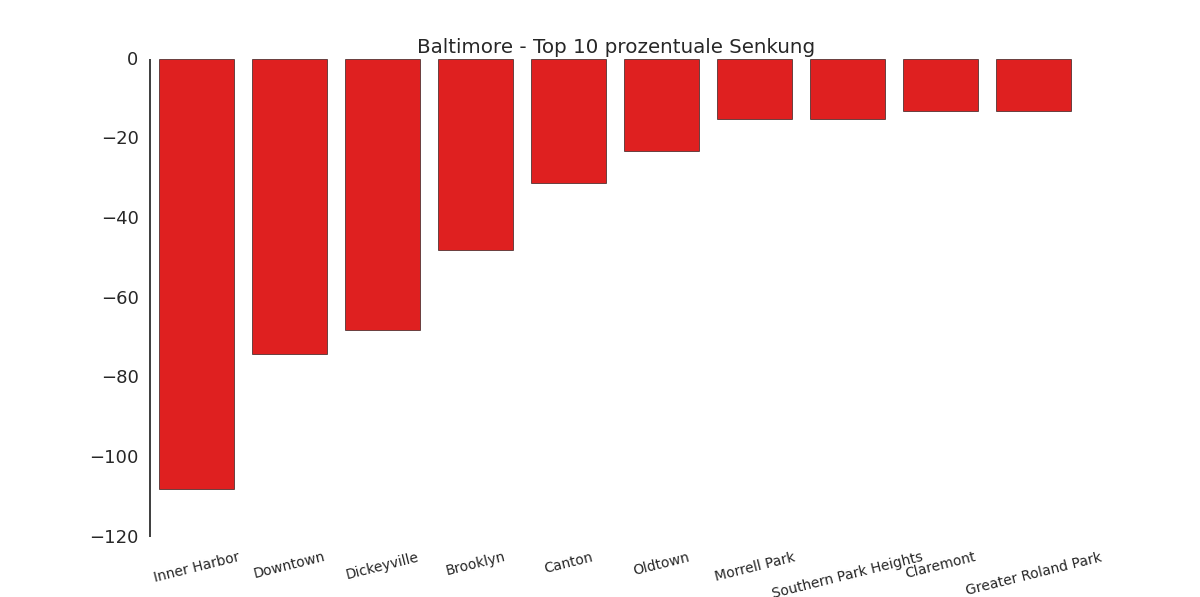 Baltimore - Top 10 prozentuale Senkung
0
−20
−40
−60
−80
−100
−120
Inner Harbor
Downtown
Dickeyville
Brooklyn
Canton
Oldtown
Morrell Park
Southern Park Heights
Claremont
Greater Roland Park